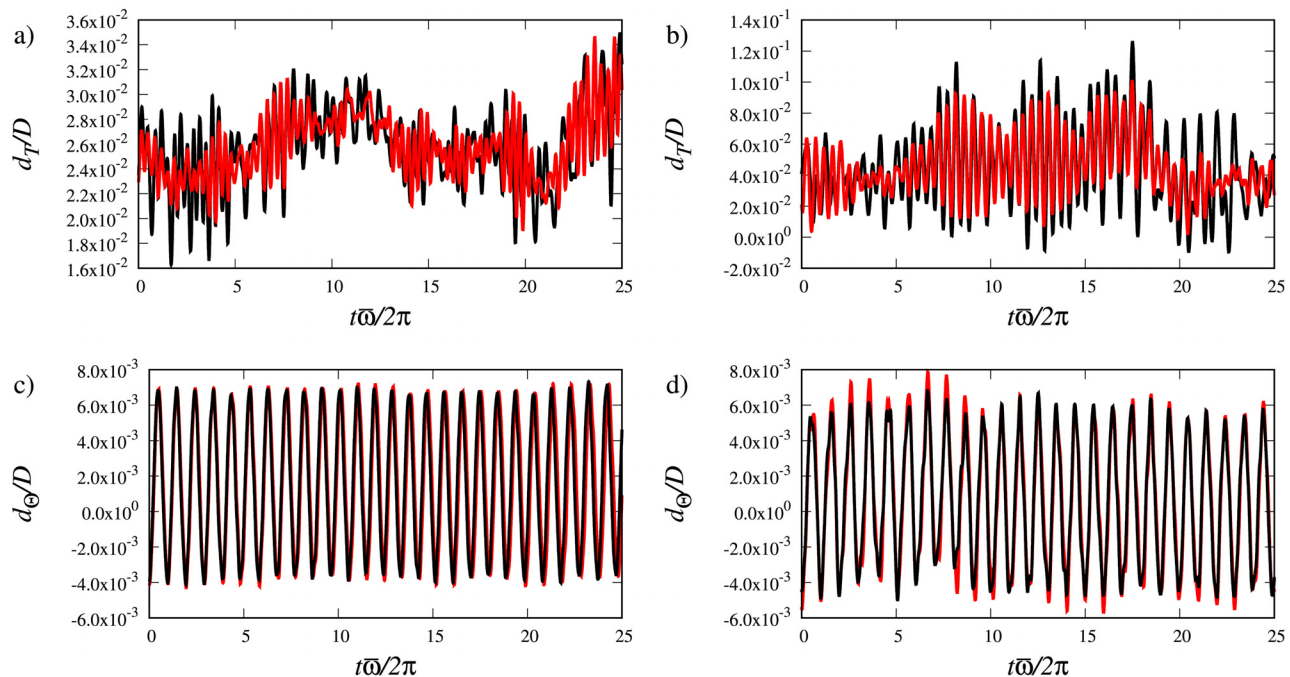 a)
3.6x10⁻²
3.4x10⁻²
3.2x10⁻²
3.0x10⁻²
2.8x10⁻²
2.6x10⁻²
2.4x10⁻²
2.2x10⁻²
2.0x10⁻²
1.8x10⁻²
1.6x10⁻²
d_T/D
0 5 10 15 20 25
tϖ/2π
b)
1.4x10⁻¹
1.2x10⁻¹
1.0x10⁻¹
8.0x10⁻²
6.0x10⁻²
4.0x10⁻²
2.0x10⁻²
0.0x10⁰
-2.0x10⁻²
d_T/D
0 5 10 15 20 25
tϖ/2π
c)
8.0x10⁻³
6.0x10⁻³
4.0x10⁻³
2.0x10⁻³
0.0x10⁰
-2.0x10⁻³
-4.0x10⁻³
-6.0x10⁻³
d_Θ/D
0 5 10 15 20 25
tϖ/2π
d)
8.0x10⁻³
6.0x10⁻³
4.0x10⁻³
2.0x10⁻³
0.0x10⁰
-2.0x10⁻³
-4.0x10⁻³
-6.0x10⁻³
d_Θ/D
0 5 10 15 20 25
tϖ/2π